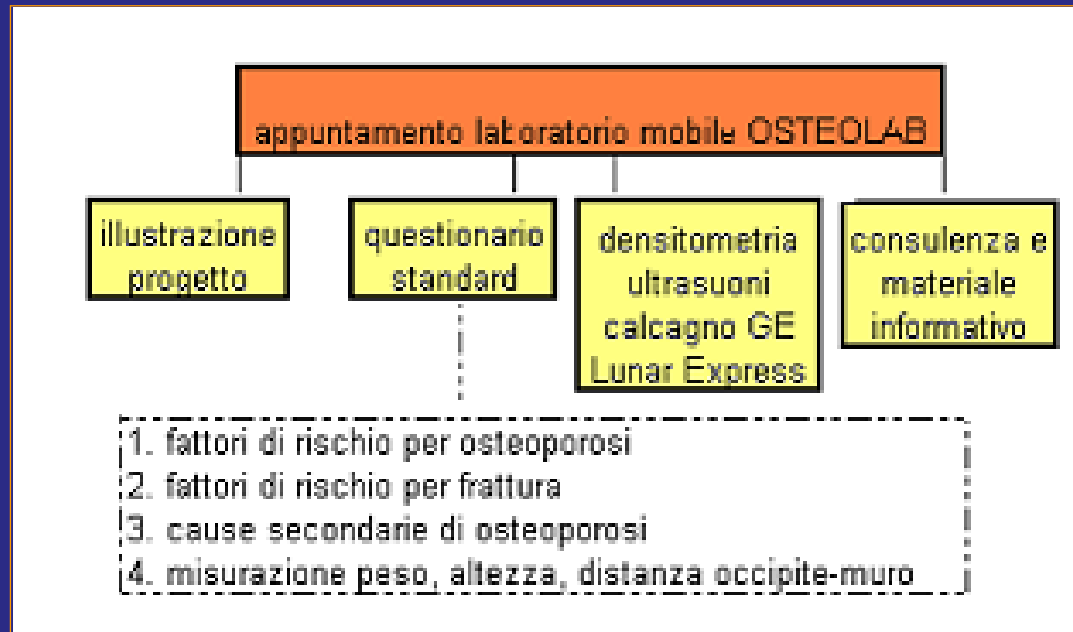 appuntamento laboratorio mobile OSTEOLAB
illustrazione
progetto
questionario
standard
densitometria
ultrasuoni
calcagno GE
Lunar Express
consulenza e
materiale
informativo
1. fattori di rischio per osteoporosi
2. fattori di rischio per frattura
3. cause secondarie di osteoporosi
4. misurazione peso, altezza, distanza occipite-muro